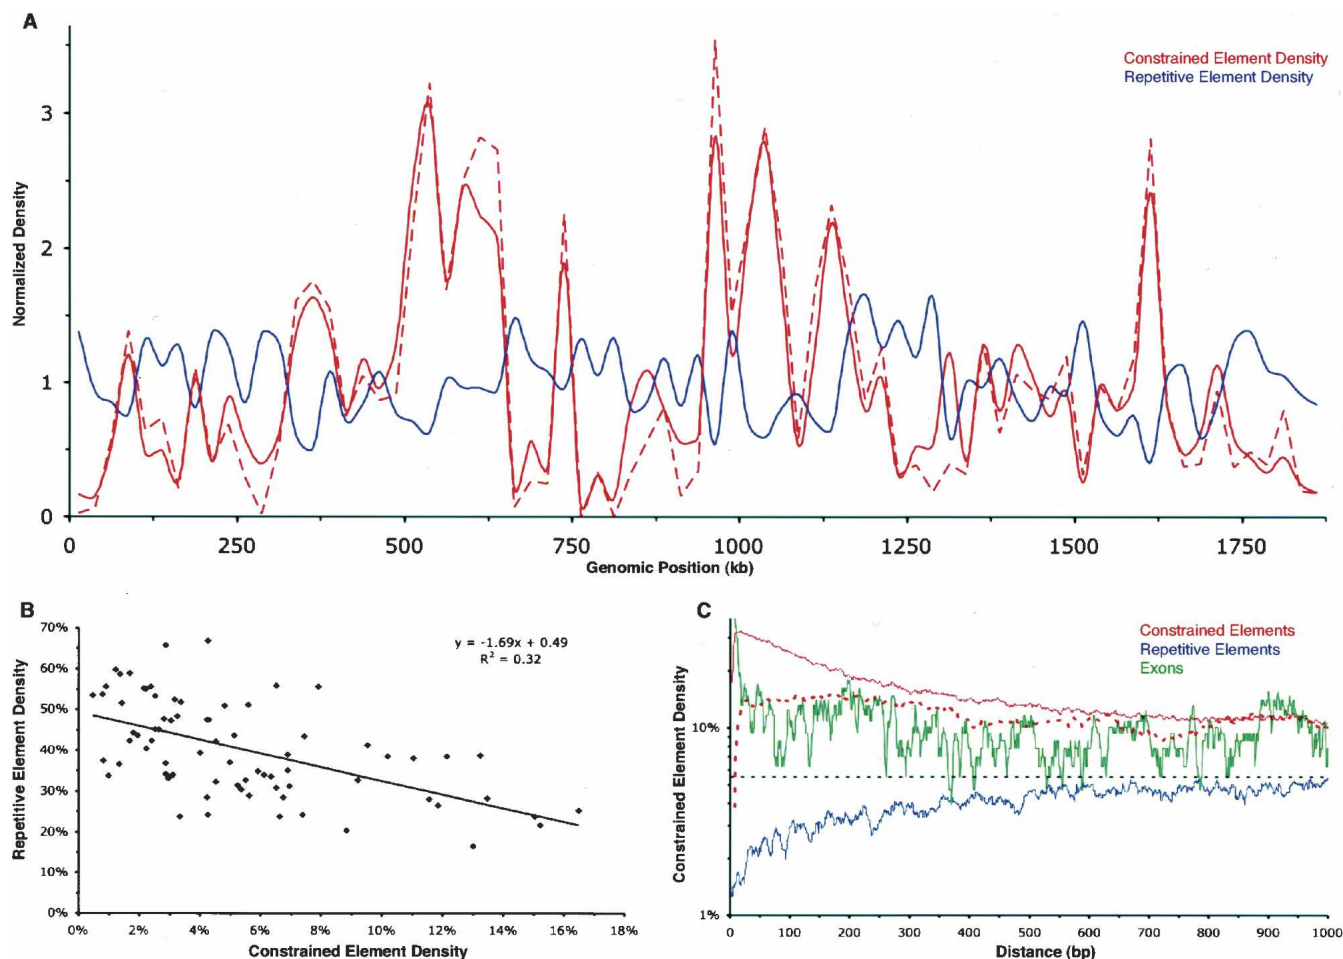 A
Constrained Element Density
Repetitive Element Density
Normalized Density
3
2
1
0
0 250 500 750 1000 1250 1500 1750
Genomic Position (kb)
B
y = -1.69x + 0.49
R² = 0.32
Repetitive Element Density
70%
60%
50%
40%
30%
20%
10%
0%
0% 2% 4% 6% 8% 10% 12% 14% 16% 18%
Constrained Element Density
C
Constrained Elements
Repetitive Elements
Exons
Constrained Element Density
10%
1%
0 100 200 300 400 500 600 700 800 900 1000
Distance (bp)